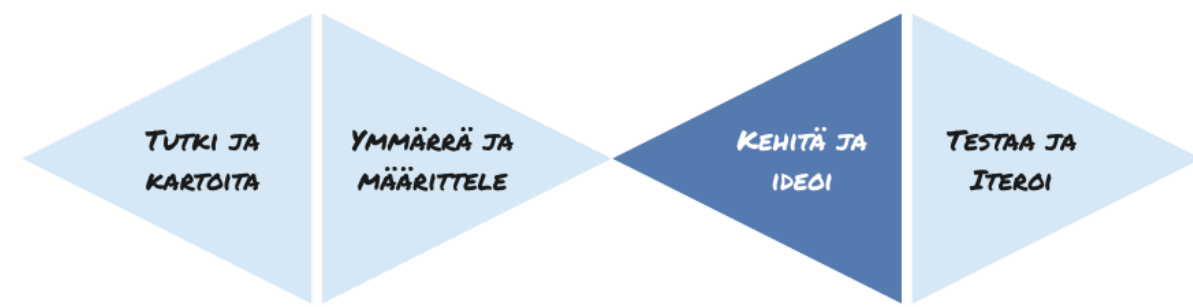 Tutki ja
kartoita
Ymmärrä ja
määrittele
Kehitä ja
ideoi
Testaa ja
Iteroi